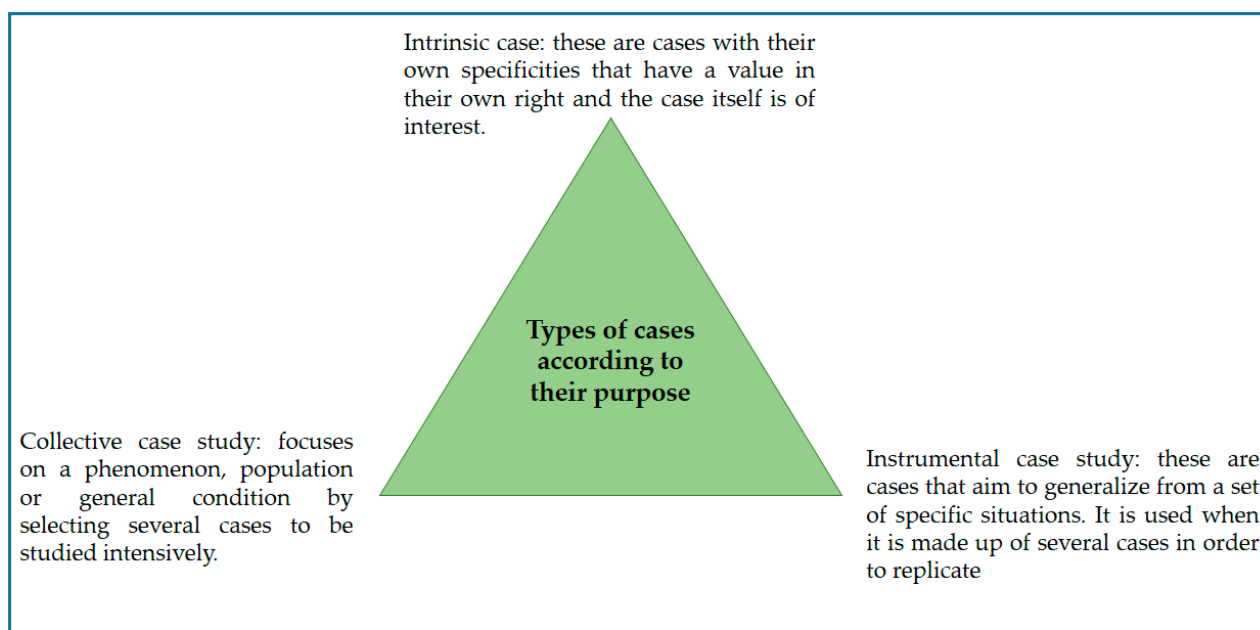 Intrinsic case: these are cases with their
own specificities that have a value in
their own right and the case itself is of
interest.
Types of cases
according to
their purpose
Collective case study: focuses
on a phenomenon, population
or general condition by
selecting several cases to be
studied intensively.
Instrumental case study: these are
cases that aim to generalize from a set
of specific situations. It is used when
it is made up of several cases in order
to replicate